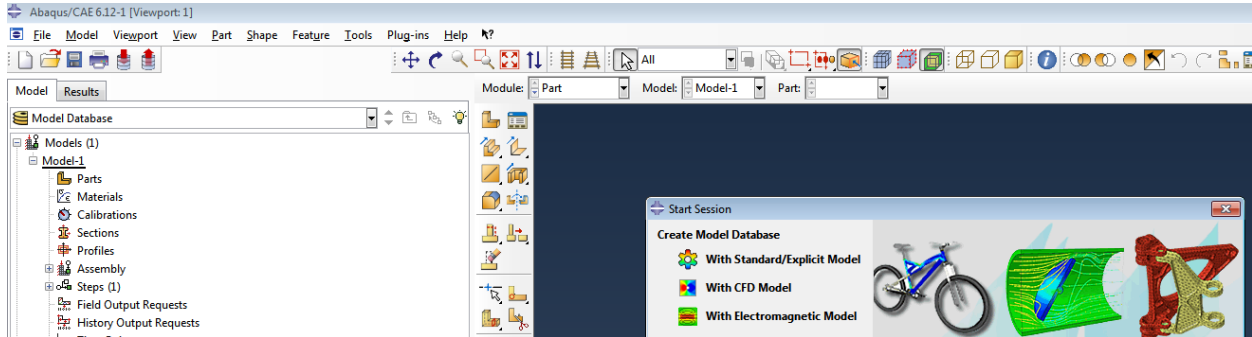 Abaqus/CAE 6.12-1 [Viewport: 1]
File Model Viewport View Part Shape Feature Tools Plug-ins Help
All
Model Results
Module: Part Model: Model-1 Part:
Model Database
Models (1)
Model-1
Parts
Materials
Calibrations
Sections
Profiles
Assembly
Steps (1)
Field Output Requests
History Output Requests
Start Session
Create Model Database
With Standard/Explicit Model
With CFD Model
With Electromagnetic Model